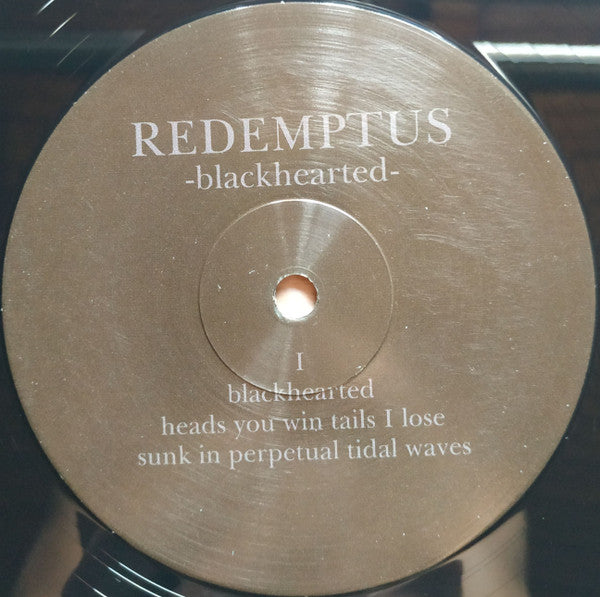 REDEMPTUS
-blackhearted-
I
blackhearted
heads you win tails I lose
sunk in perpetual tidal waves